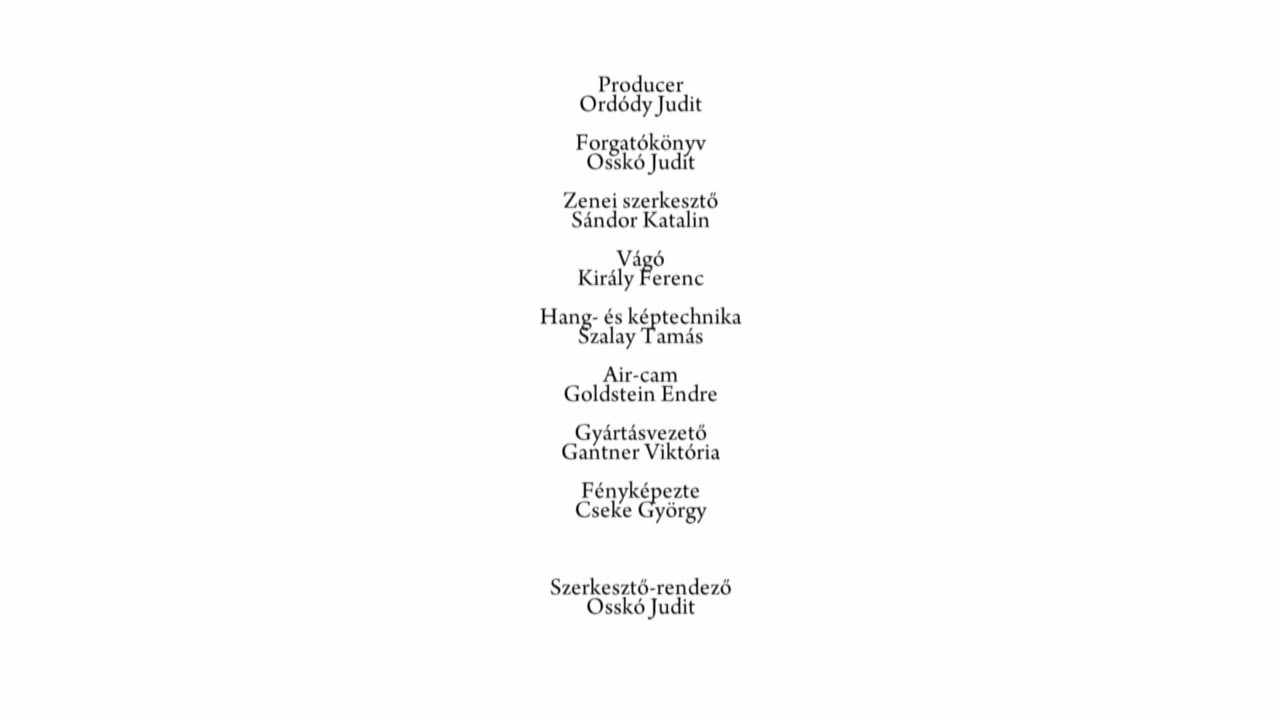 Producer
Ordódy Judit
Forgatókönyv
Osskó Judit
Zenei szerkesztő
Sándor Katalin
Vágó
Király Ferenc
Hang- és képtechnika
Szalay Tamás
Air-cam
Goldstein Endre
Gyártásvezető
Gantner Viktória
Fényképezte
Cseke György
Szerkesztő-rendező
Osskó Judit